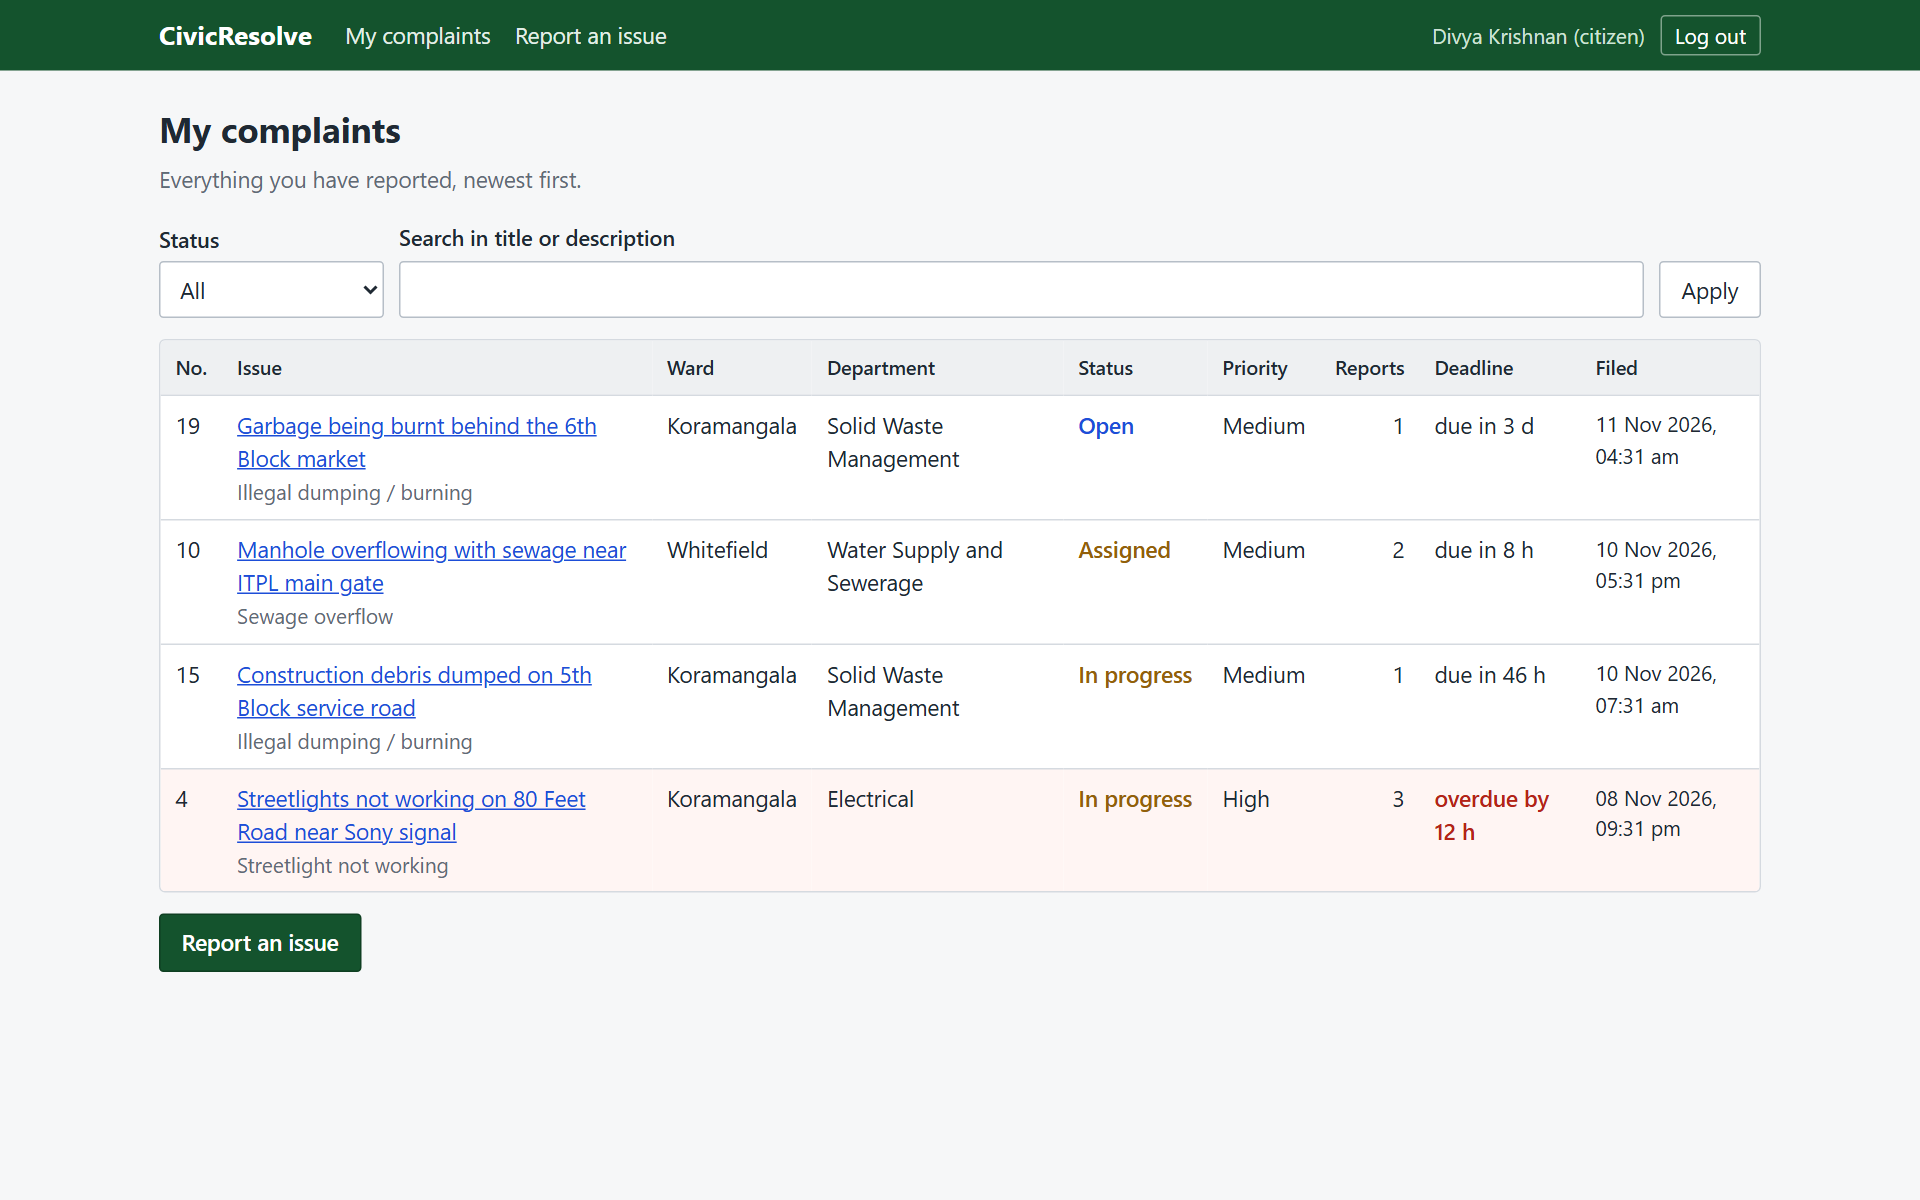 CivicResolve My complaints Report an issue Divya Krishnan (citizen) Log out
My complaints
Everything you have reported, newest first.
Status Search in title or description
All Apply
No. Issue Ward Department Status Priority Reports Deadline Filed
19 Garbage being burnt behind the 6th Koramangala Solid Waste Open Medium 1 due in 3 d 11 Nov 2026,
Block market Management 04:31 am
Illegal dumping / burning
10 Manhole overflowing with sewage near Whitefield Water Supply and Assigned Medium 2 due in 8 h 10 Nov 2026,
ITPL main gate Sewerage 05:31 pm
Sewage overflow
15 Construction debris dumped on 5th Koramangala Solid Waste In progress Medium 1 due in 46 h 10 Nov 2026,
Block service road Management 07:31 am
Illegal dumping / burning
4 Streetlights not working on 80 Feet Koramangala Electrical In progress High 3 overdue by 08 Nov 2026,
Road near Sony signal 12 h 09:31 pm
Streetlight not working
Report an issue